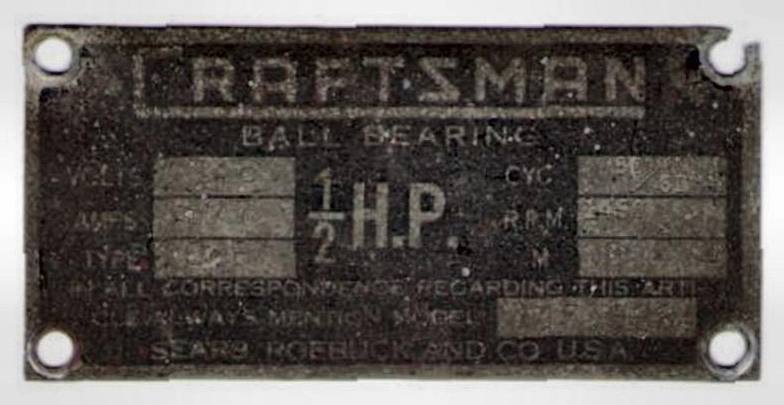 CRAFTSMAN
BALL BEARING
VOLTS
CYC
1/2 H.P.
AMPS
R.P.M.
TYPE
M
IN ALL CORRESPONDENCE REGARDING THIS ARTI-
CLE ALWAYS MENTION MODEL
SEARS, ROEBUCK AND CO. U.S.A.